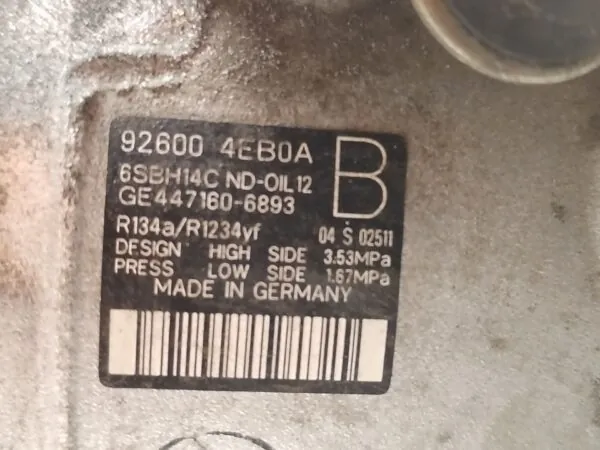 92600 4EB0A
B
6SBH14C ND-OIL12
GE447160-6893
R134a/R1234yf 04 S 02511
DESIGN HIGH SIDE 3.53MPa
PRESS LOW SIDE 1.67MPa
MADE IN GERMANY